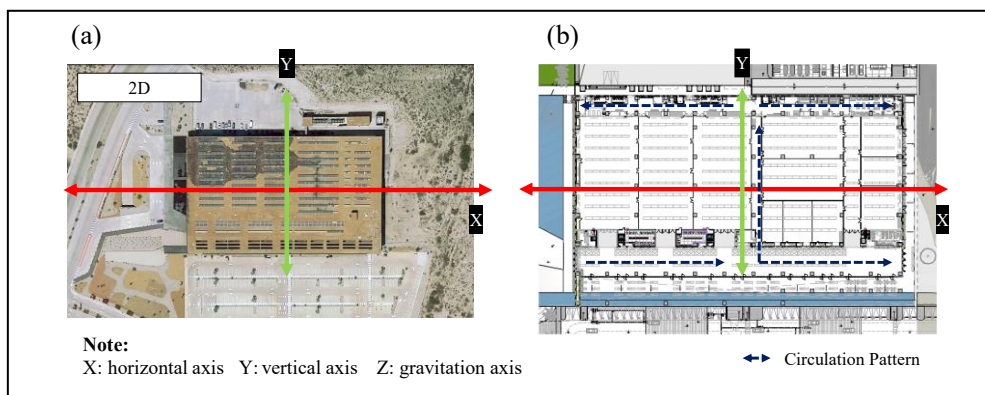 (a)
(b)
Y
Y
2D
X
X
Note:
X: horizontal axis Y: vertical axis Z: gravitation axis
Circulation Pattern